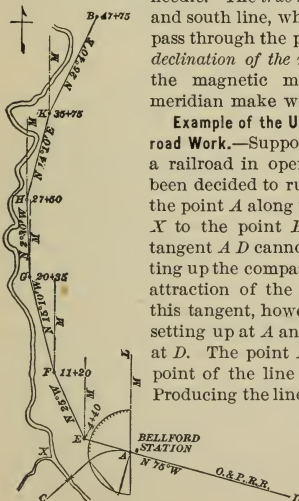 needle. The true
and south line, wh
pass through the p
declination of the
the magnetic m
meridian make w
Example of the U
road Work.—Suppo
a railroad in oper
been decided to ru
the point A along
X to the point B
tangent A D cannot
ting up the compa
attraction of the
this tangent, howev
setting up at A an
at D. The point A
point of the line
Producing the line
B 47+75
N 25°40'E
M
K 35+75
M
N 14°10'E
H 27+50
M
G 20+35
N 15°10'W
M
F 11+20
N 25°W
M
L
E 4+40
M
BELLFORD
STATION
A
N 75°W
O.& P.R.R.
X
C